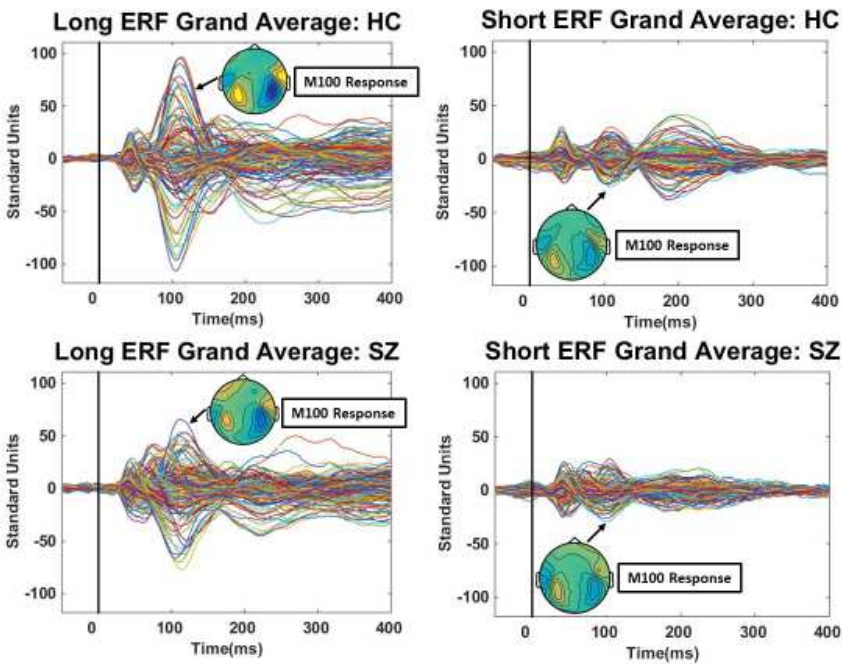 Long ERF Grand Average: HC
100
50
0
-50
-100
Standard Units
M100 Response
0 100 200 300 400
Time(ms)
Short ERF Grand Average: HC
100
50
0
-50
-100
Standard Units
M100 Response
0 100 200 300 400
Time(ms)
Long ERF Grand Average: SZ
100
50
0
-50
-100
Standard Units
M100 Response
0 100 200 300 400
Time(ms)
Short ERF Grand Average: SZ
100
50
0
-50
-100
Standard Units
M100 Response
0 100 200 300 400
Time(ms)